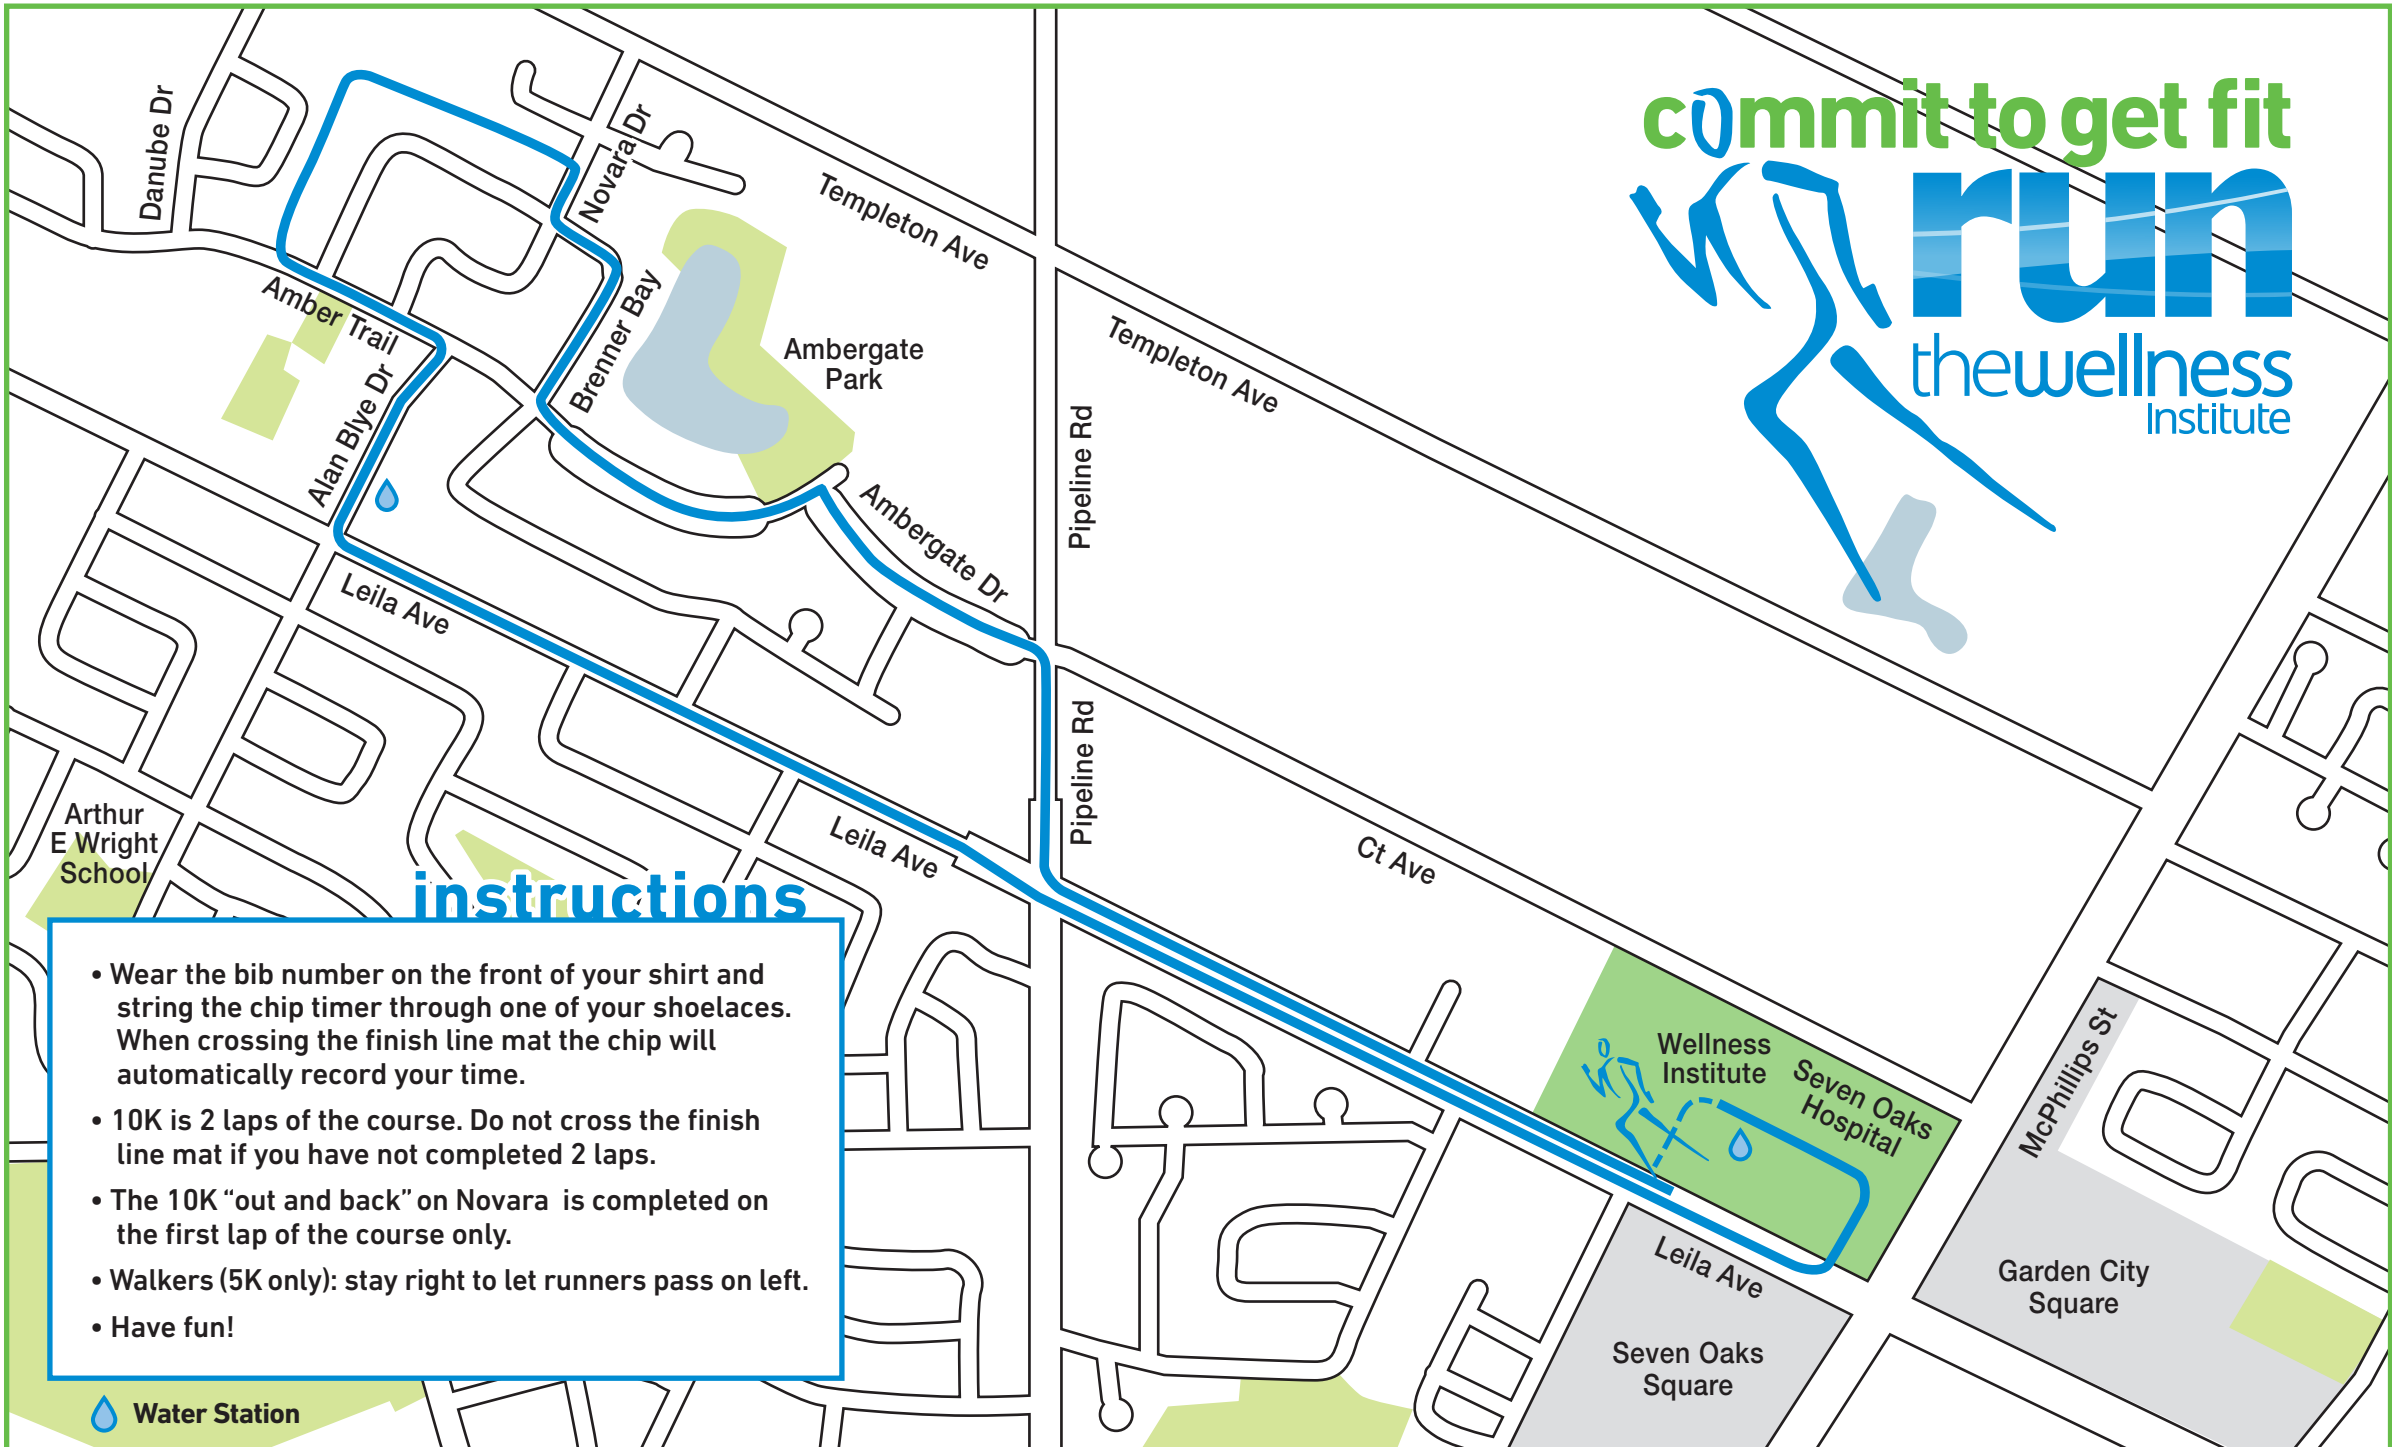 commit to get fit
run
thewellness
Institute
Danube Dr
Novara Dr
Templeton Ave
Amber Trail
Brenner Bay
Ambergate
Park
Templeton Ave
Alan Blye Dr
Pipeline Rd
Ambergate Dr
Leila Ave
Pipeline Rd
Arthur
E Wright
School
Leila Ave
Ct Ave
instructions
• Wear the bib number on the front of your shirt and
string the chip timer through one of your shoelaces.
When crossing the finish line mat the chip will
automatically record your time.
• 10K is 2 laps of the course. Do not cross the finish
line mat if you have not completed 2 laps.
• The 10K “out and back” on Novara is completed on
the first lap of the course only.
• Walkers (5K only): stay right to let runners pass on left.
• Have fun!
Water Station
Wellness
Institute
Seven Oaks
Hospital
McPhillips St
Leila Ave
Garden City
Square
Seven Oaks
Square